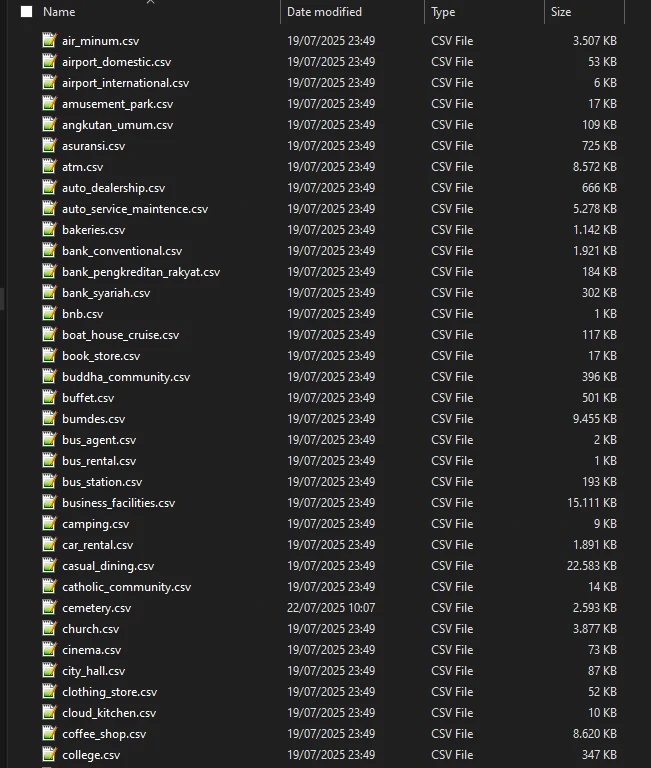 Name Date modified Type Size
air_minum.csv 19/07/2025 23:49 CSV File 3.507 KB
airport_domestic.csv 19/07/2025 23:49 CSV File 53 KB
airport_international.csv 19/07/2025 23:49 CSV File 6 KB
amusement_park.csv 19/07/2025 23:49 CSV File 17 KB
angkutan_umum.csv 19/07/2025 23:49 CSV File 109 KB
asuransi.csv 19/07/2025 23:49 CSV File 725 KB
atm.csv 19/07/2025 23:49 CSV File 8.572 KB
auto_dealership.csv 19/07/2025 23:49 CSV File 666 KB
auto_service_maintence.csv 19/07/2025 23:49 CSV File 5.278 KB
bakeries.csv 19/07/2025 23:49 CSV File 1.142 KB
bank_conventional.csv 19/07/2025 23:49 CSV File 1.921 KB
bank_pengkreditan_rakyat.csv 19/07/2025 23:49 CSV File 184 KB
bank_syariah.csv 19/07/2025 23:49 CSV File 302 KB
bnb.csv 19/07/2025 23:49 CSV File 1 KB
boat_house_cruise.csv 19/07/2025 23:49 CSV File 117 KB
book_store.csv 19/07/2025 23:49 CSV File 17 KB
buddha_community.csv 19/07/2025 23:49 CSV File 396 KB
buffet.csv 19/07/2025 23:49 CSV File 501 KB
bumdes.csv 19/07/2025 23:49 CSV File 9.455 KB
bus_agent.csv 19/07/2025 23:49 CSV File 2 KB
bus_rental.csv 19/07/2025 23:49 CSV File 1 KB
bus_station.csv 19/07/2025 23:49 CSV File 193 KB
business_facilities.csv 19/07/2025 23:49 CSV File 15.111 KB
camping.csv 19/07/2025 23:49 CSV File 9 KB
car_rental.csv 19/07/2025 23:49 CSV File 1.891 KB
casual_dining.csv 19/07/2025 23:49 CSV File 22.583 KB
catholic_community.csv 19/07/2025 23:49 CSV File 14 KB
cemetery.csv 22/07/2025 10:07 CSV File 2.593 KB
church.csv 19/07/2025 23:49 CSV File 3.877 KB
cinema.csv 19/07/2025 23:49 CSV File 73 KB
city_hall.csv 19/07/2025 23:49 CSV File 87 KB
clothing_store.csv 19/07/2025 23:49 CSV File 52 KB
cloud_kitchen.csv 19/07/2025 23:49 CSV File 10 KB
coffee_shop.csv 19/07/2025 23:49 CSV File 8.620 KB
college.csv 19/07/2025 23:49 CSV File 347 KB